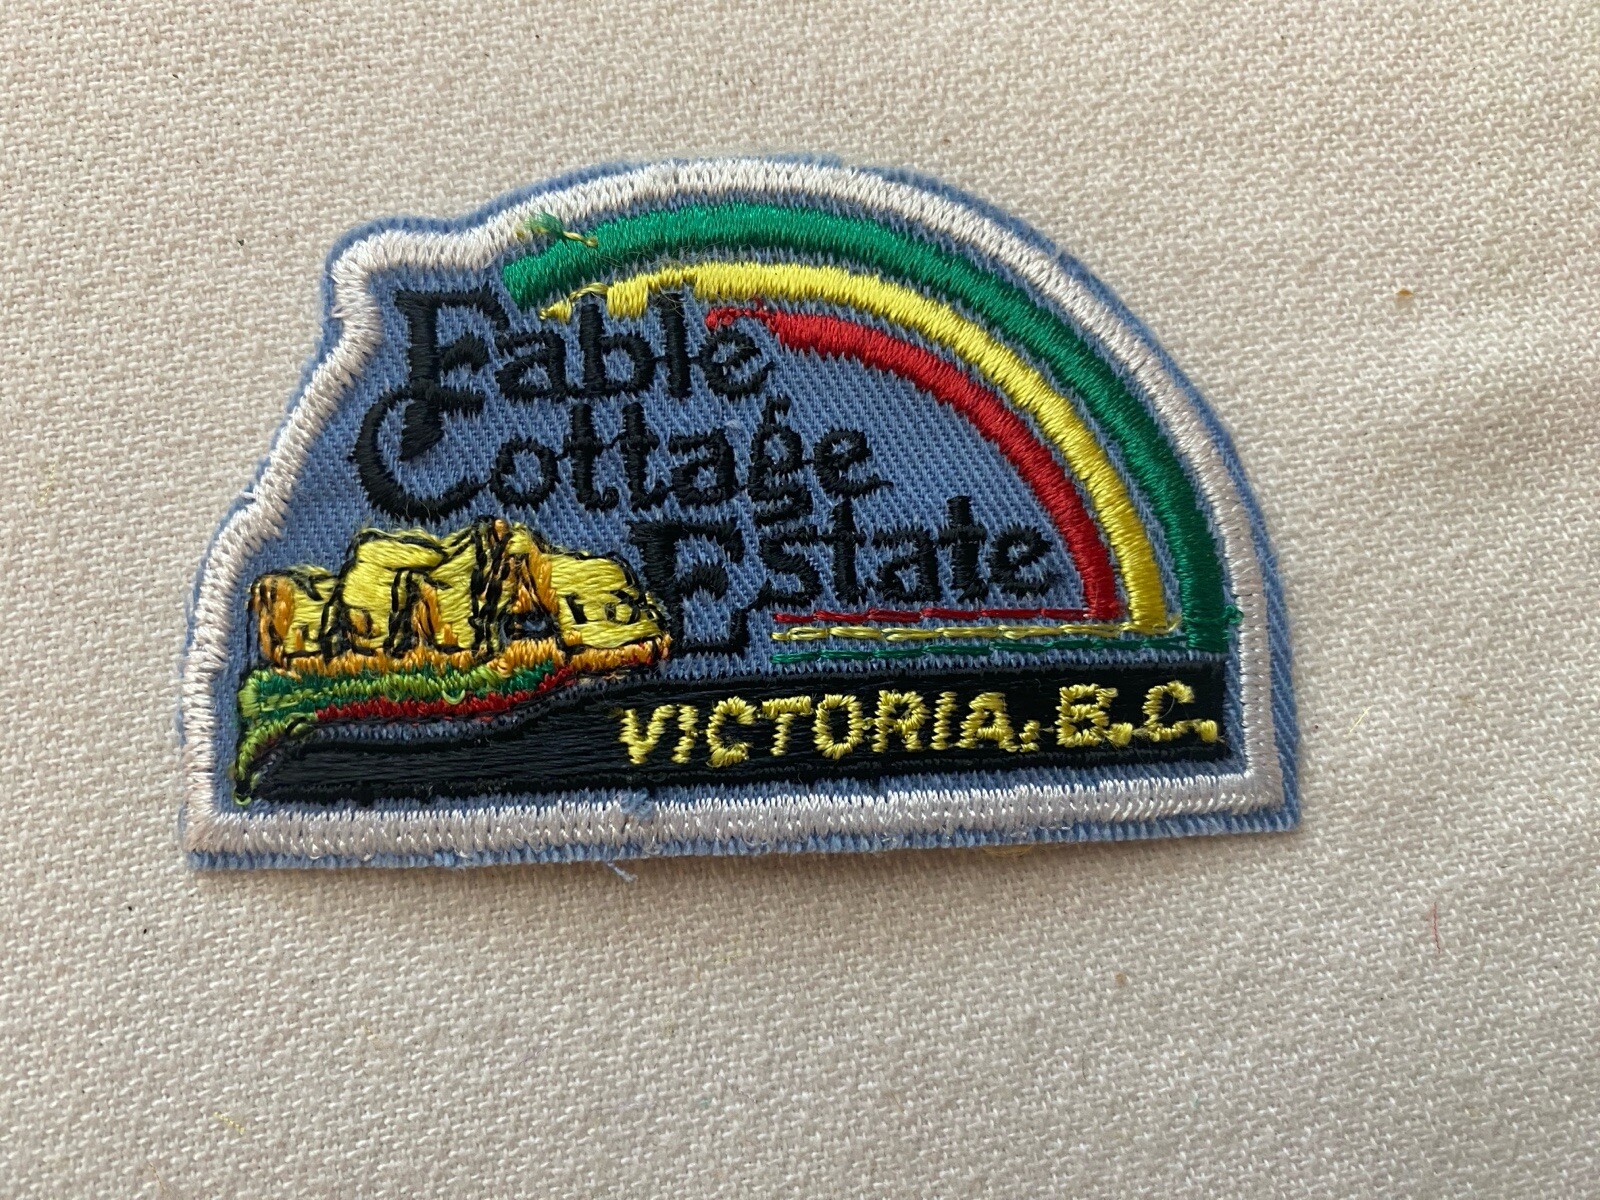 Fable
Cottage
Estate
VICTORIA, B.C.